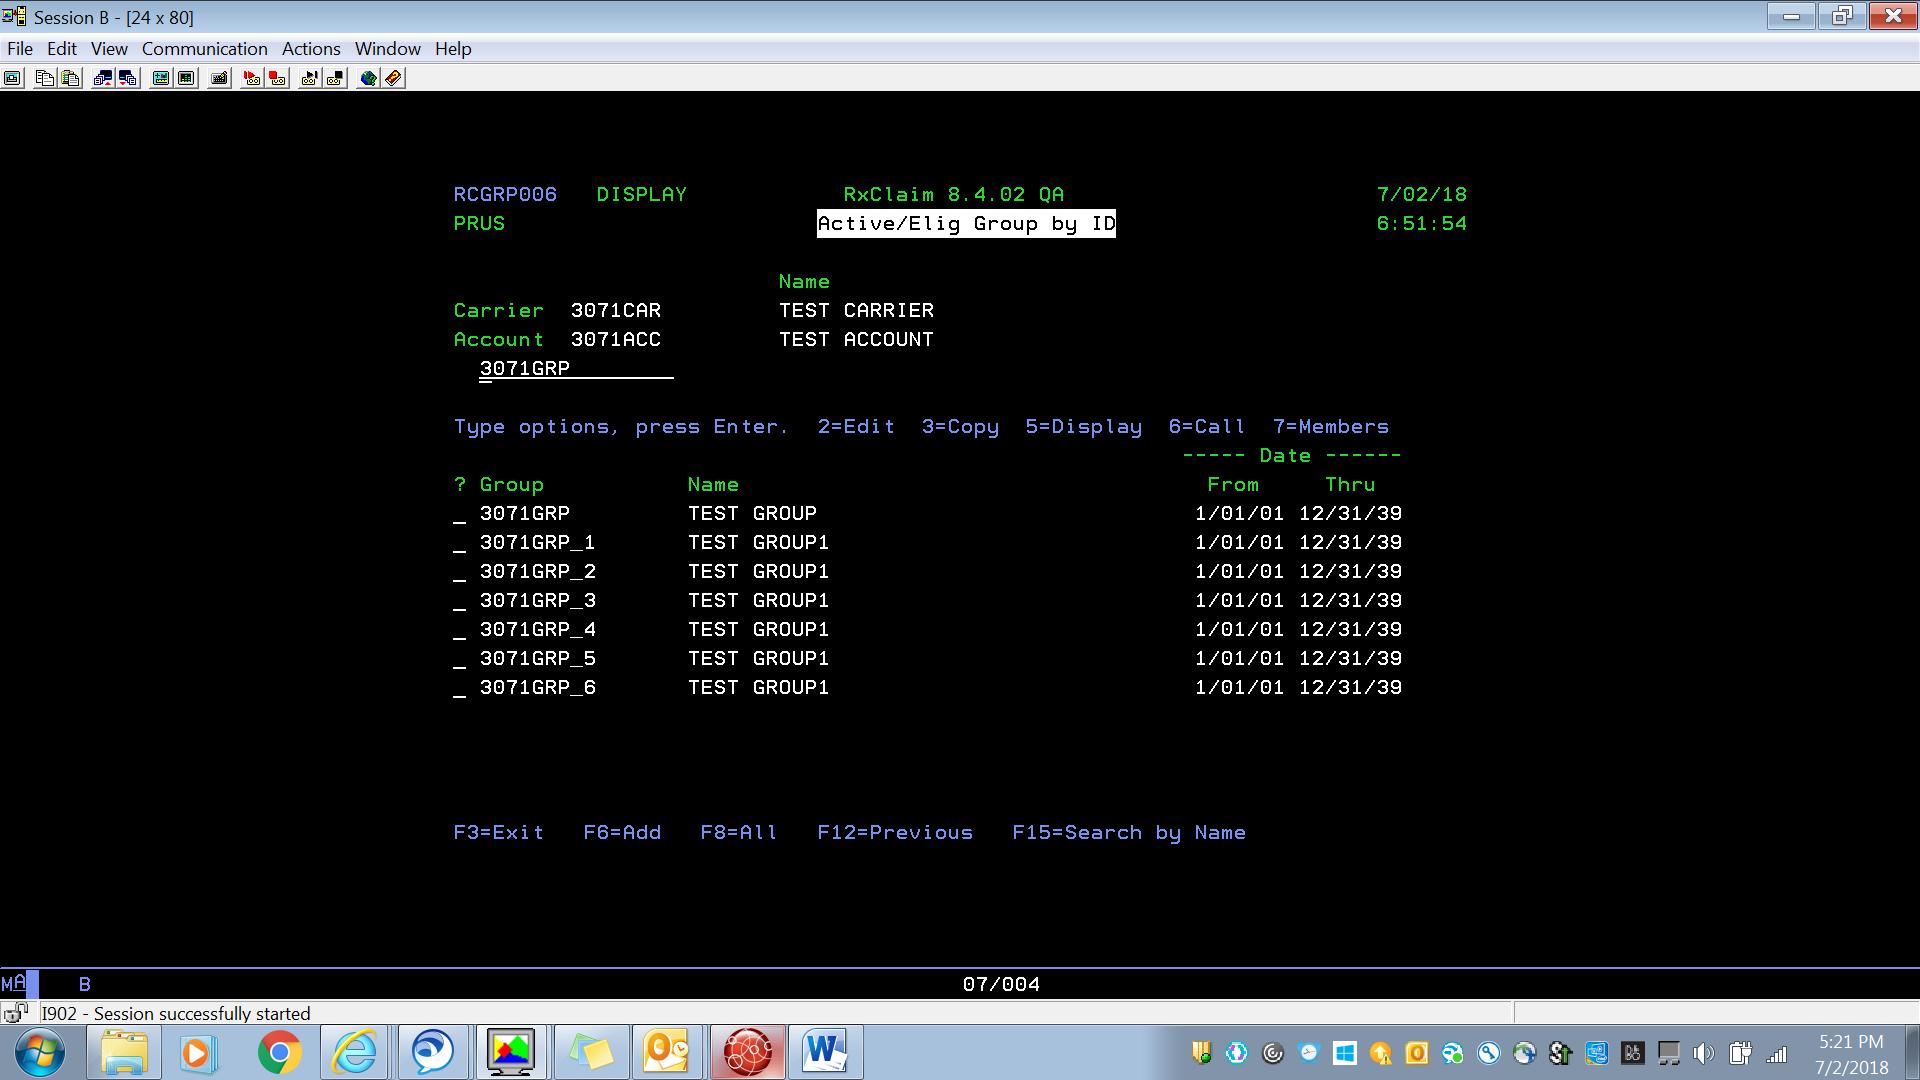 Session B - [24 x 80]
File Edit View Communication Actions Window Help
RCGRP006 DISPLAY RxClaim 8.4.02 QA 7/02/18
PRUS Active/Elig Group by ID 6:51:54
Name
Carrier 3071CAR TEST CARRIER
Account 3071ACC TEST ACCOUNT
3071GRP
Type options, press Enter. 2=Edit 3=Copy 5=Display 6=Call 7=Members
----- Date ------
? Group Name From Thru
_ 3071GRP TEST GROUP 1/01/01 12/31/39
_ 3071GRP_1 TEST GROUP1 1/01/01 12/31/39
_ 3071GRP_2 TEST GROUP1 1/01/01 12/31/39
_ 3071GRP_3 TEST GROUP1 1/01/01 12/31/39
_ 3071GRP_4 TEST GROUP1 1/01/01 12/31/39
_ 3071GRP_5 TEST GROUP1 1/01/01 12/31/39
_ 3071GRP_6 TEST GROUP1 1/01/01 12/31/39
F3=Exit F6=Add F8=All F12=Previous F15=Search by Name
MA B 07/004
I902 - Session successfully started
5:21 PM
7/2/2018